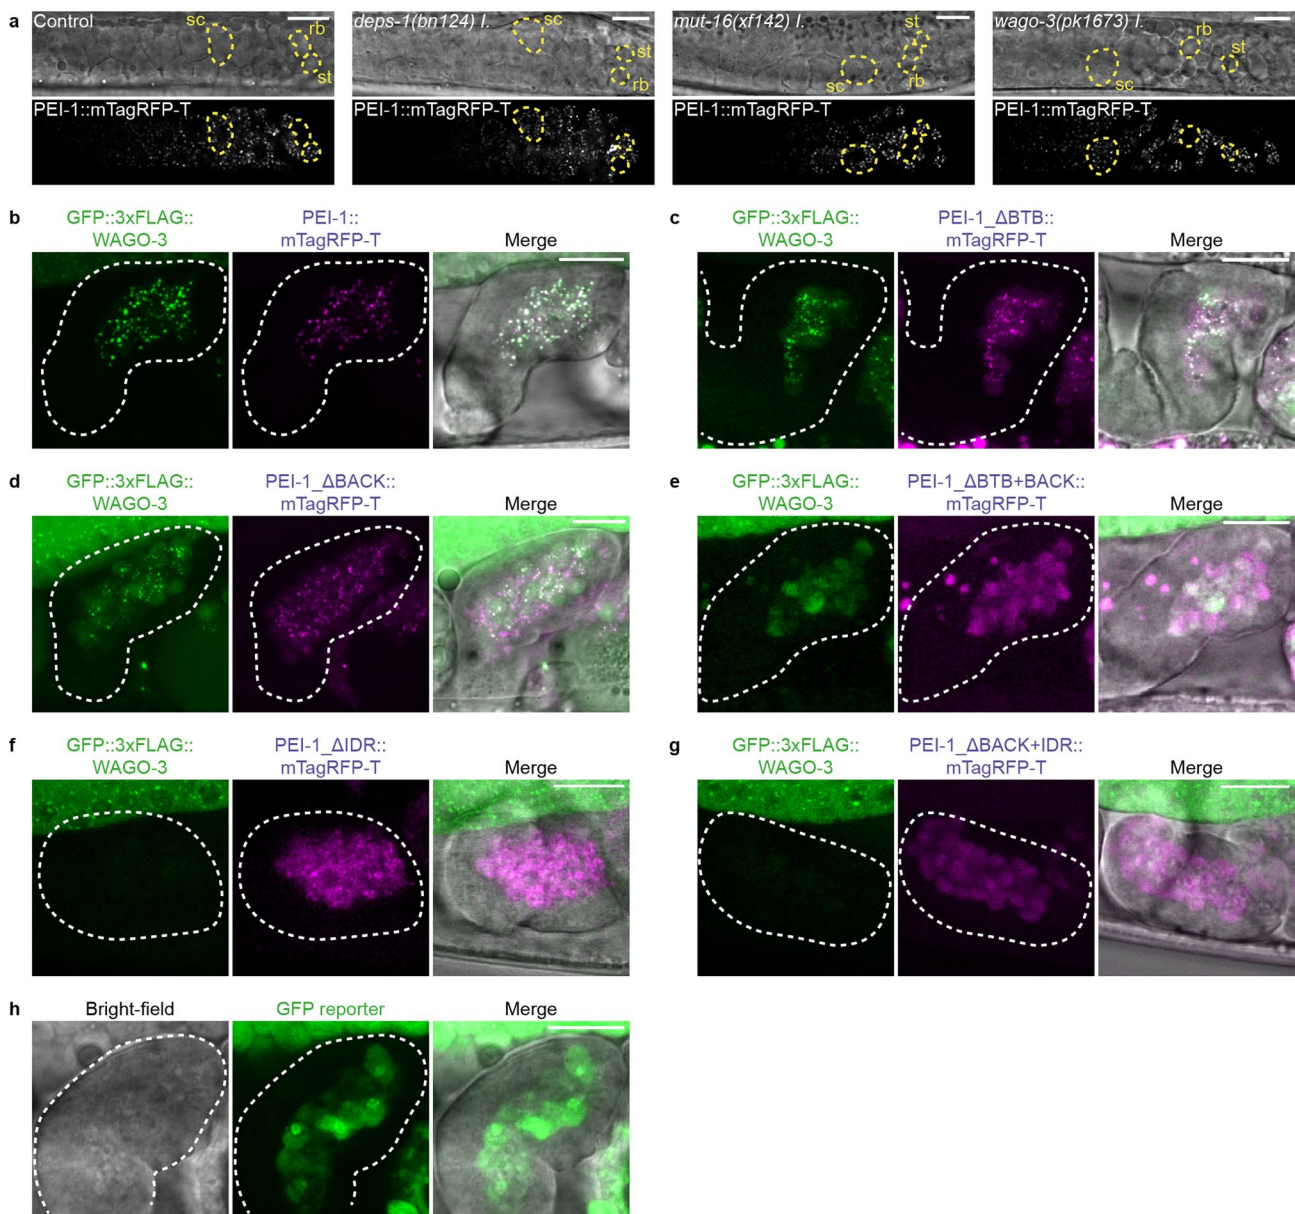 a
Control
sc
rb
st
deps-1(bn124) I.
sc
st
rb
mut-16(xf142) I.
st
sc
rb
wago-3(pk1673) I.
rb
st
sc
PEI-1::mTagRFP-T
PEI-1::mTagRFP-T
PEI-1::mTagRFP-T
PEI-1::mTagRFP-T
b
GFP::3xFLAG::
WAGO-3
PEI-1::
mTagRFP-T
Merge
c
GFP::3xFLAG::
WAGO-3
PEI-1_ΔBTB::
mTagRFP-T
Merge
d
GFP::3xFLAG::
WAGO-3
PEI-1_ΔBACK::
mTagRFP-T
Merge
e
GFP::3xFLAG::
WAGO-3
PEI-1_ΔBTB+BACK::
mTagRFP-T
Merge
f
GFP::3xFLAG::
WAGO-3
PEI-1_ΔIDR::
mTagRFP-T
Merge
g
GFP::3xFLAG::
WAGO-3
PEI-1_ΔBACK+IDR::
mTagRFP-T
Merge
h
Bright-field
GFP reporter
Merge